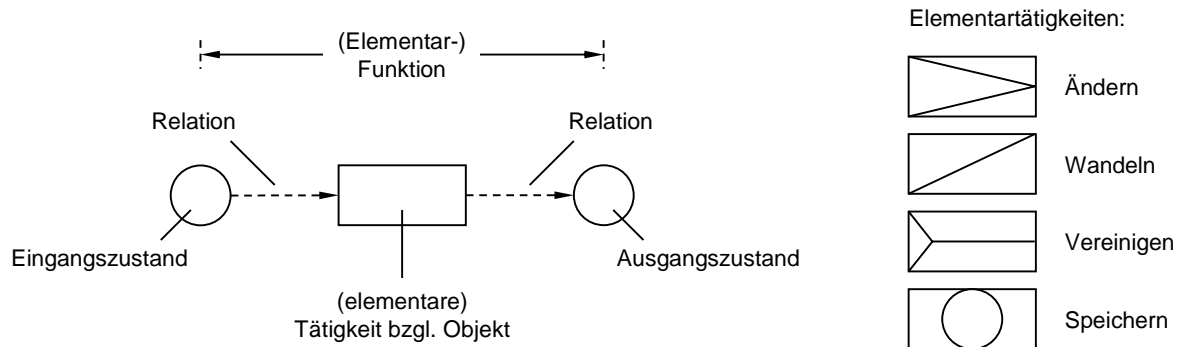 (Elementar-)
Funktion
Relation
Relation
Eingangszustand
Ausgangszustand
(elementare)
Tätigkeit bzgl. Objekt
Elementartätigkeiten:
Ändern
Wandeln
Vereinigen
Speichern